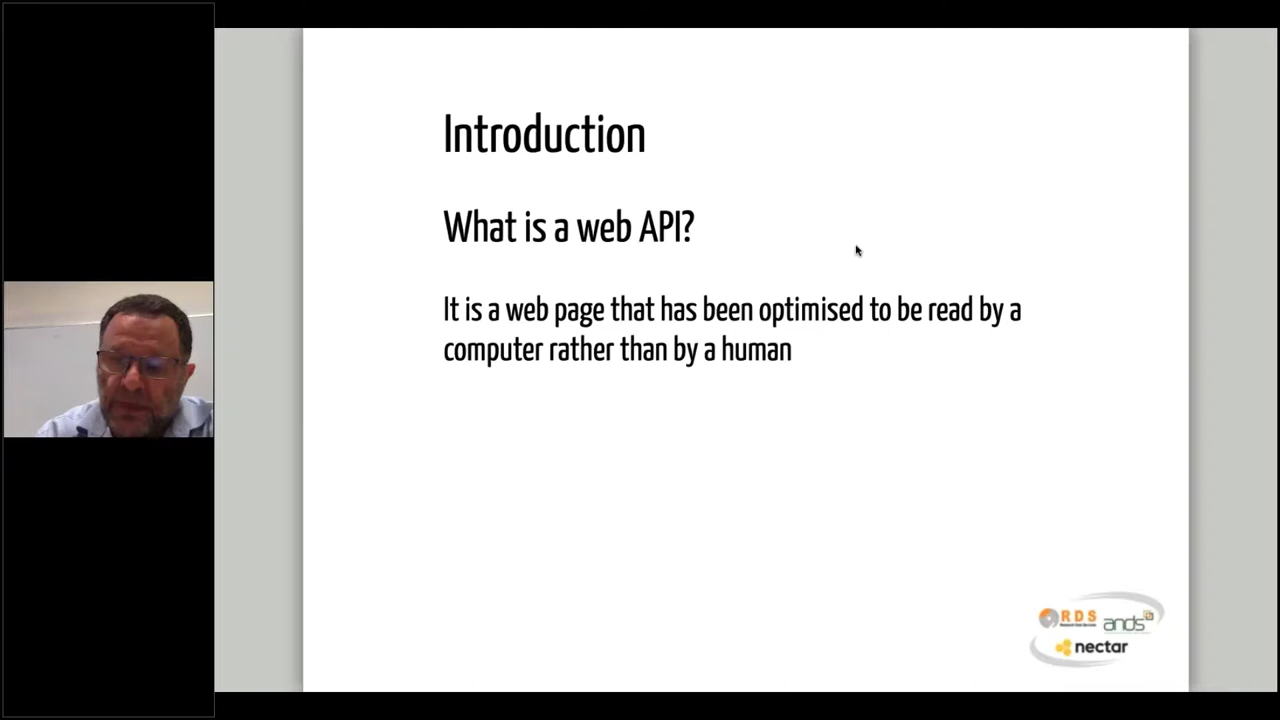 Introduction
What is a web API?
It is a web page that has been optimised to be read by a
computer rather than by a human
RDS
ands
nectar